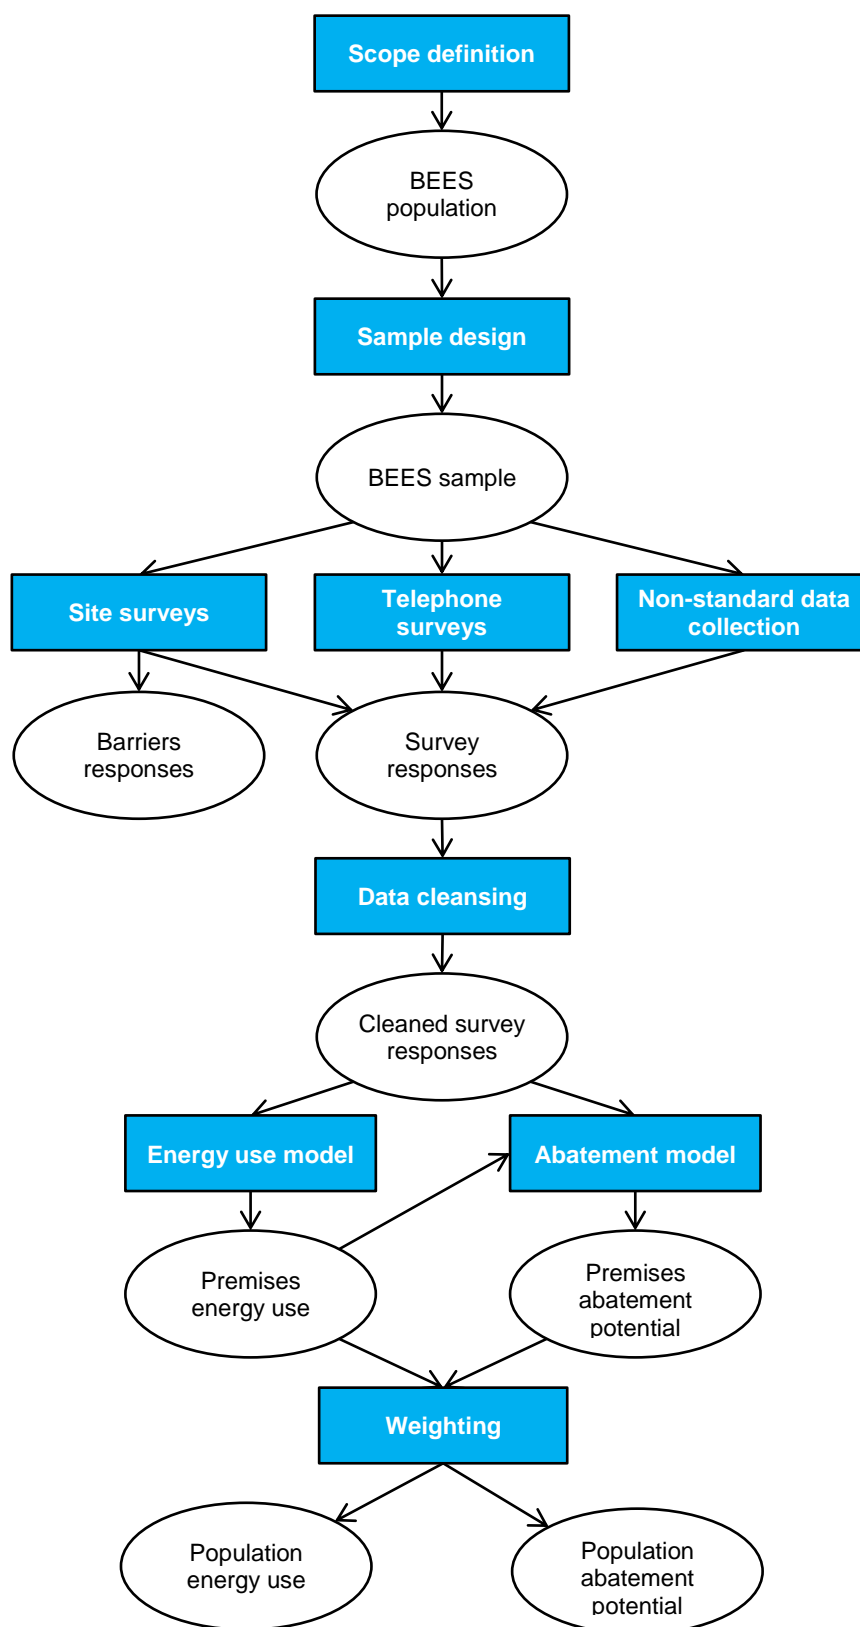 Scope definition
BEES
population
Sample design
BEES sample
Site surveys
Telephone
surveys
Non-standard data
collection
Barriers
responses
Survey
responses
Data cleansing
Cleaned survey
responses
Energy use model
Abatement model
Premises
energy use
Premises
abatement
potential
Weighting
Population
energy use
Population
abatement
potential